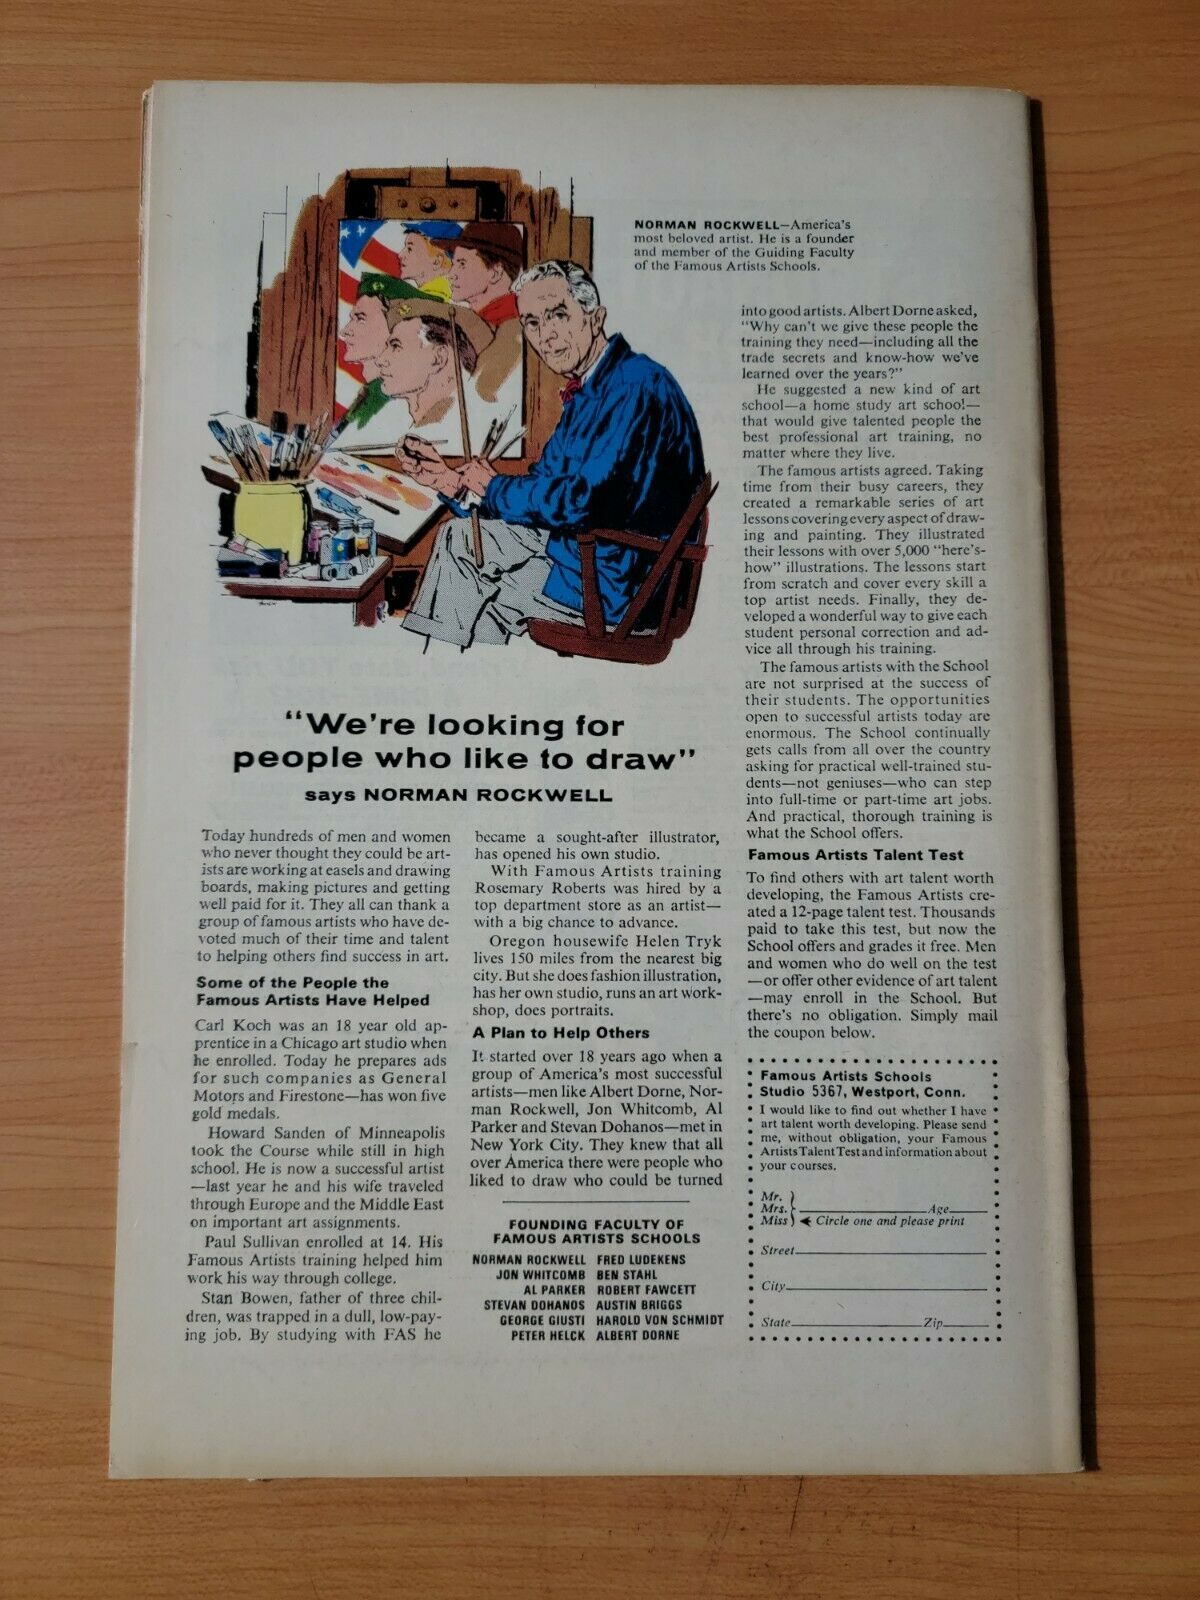 NORMAN ROCKWELL—America's
most beloved artist. He is a founder
and member of the Guiding Faculty
of the Famous Artists Schools.
"We're looking for
people who like to draw"
says NORMAN ROCKWELL
Today hundreds of men and women
who never thought they could be art-
ists are working at easels and drawing
boards, making pictures and getting
well paid for it. They all can thank a
group of famous artists who have de-
voted much of their time and talent
to helping others find success in art.
Some of the People the
Famous Artists Have Helped
Carl Koch was an 18 year old ap-
prentice in a Chicago art studio when
he enrolled. Today he prepares ads
for such companies as General
Motors and Firestone—has won five
gold medals.
Howard Sanden of Minneapolis
took the Course while still in high
school. He is now a successful artist
—last year he and his wife traveled
through Europe and the Middle East
on important art assignments.
Paul Sullivan enrolled at 14. His
Famous Artists training helped him
work his way through college.
Stan Bowen, father of three chil-
dren, was trapped in a dull, low-pay-
ing job. By studying with FAS he
became a sought-after illustrator,
has opened his own studio.
With Famous Artists training
Rosemary Roberts was hired by a
top department store as an artist—
with a big chance to advance.
Oregon housewife Helen Tryk
lives 150 miles from the nearest big
city. But she does fashion illustration,
has her own studio, runs an art work-
shop, does portraits.
A Plan to Help Others
It started over 18 years ago when a
group of America's most successful
artists—men like Albert Dorne, Nor-
man Rockwell, Jon Whitcomb, Al
Parker and Stevan Dohanos—met in
New York City. They knew that all
over America there were people who
liked to draw who could be turned
FOUNDING FACULTY OF
FAMOUS ARTISTS SCHOOLS
NORMAN ROCKWELL FRED LUDEKENS
JON WHITCOMB BEN STAHL
AL PARKER ROBERT FAWCETT
STEVAN DOHANOS AUSTIN BRIGGS
GEORGE GIUSTI HAROLD VON SCHMIDT
PETER HELCK ALBERT DORNE
into good artists. Albert Dorne asked,
"Why can't we give these people the
training they need—including all the
trade secrets and know-how we've
learned over the years?"
He suggested a new kind of art
school—a home study art school—
that would give talented people the
best professional art training, no
matter where they live.
The famous artists agreed. Taking
time from their busy careers, they
created a remarkable series of art
lessons covering every aspect of draw-
ing and painting. They illustrated
their lessons with over 5,000 "here's-
how" illustrations. The lessons start
from scratch and cover every skill a
top artist needs. Finally, they de-
veloped a wonderful way to give each
student personal correction and ad-
vice all through his training.
The famous artists with the School
are not surprised at the success of
their students. The opportunities
open to successful artists today are
enormous. The School continually
gets calls from all over the country
asking for practical well-trained stu-
dents—not geniuses—who can step
into full-time or part-time art jobs.
And practical, thorough training is
what the School offers.
Famous Artists Talent Test
To find others with art talent worth
developing, the Famous Artists cre-
ated a 12-page talent test. Thousands
paid to take this test, but now the
School offers and grades it free. Men
and women who do well on the test
—or offer other evidence of art talent
—may enroll in the School. But
there's no obligation. Simply mail
the coupon below.
Famous Artists Schools
Studio 5367, Westport, Conn.
I would like to find out whether I have
art talent worth developing. Please send
me, without obligation, your Famous
Artists Talent Test and information about
your courses.
Mr.
Mrs. Age
Miss Circle one and please print
Street
City
State Zip